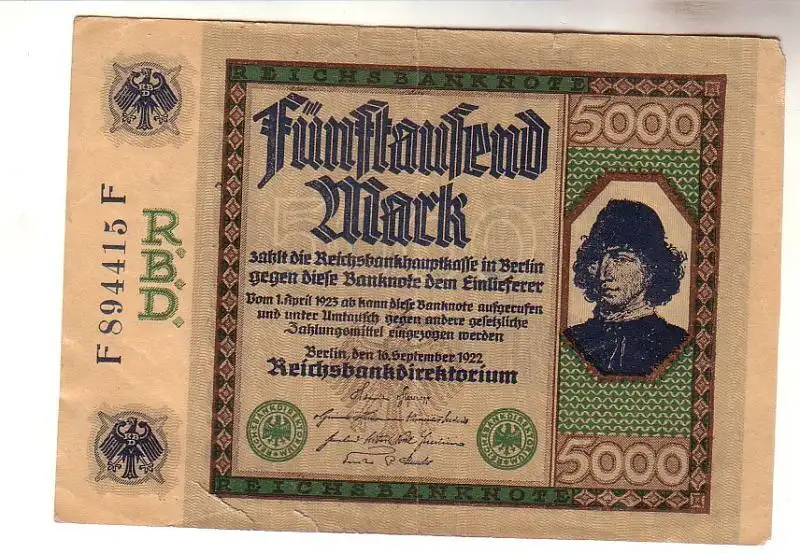 REICHSBANKNOTE
5000
Fünftausend
Mark
zahlt die Reichsbankhauptkasse in Berlin
gegen diese Banknote dem Einlieferer
Vom 1. April 1923 ab kann diese Banknote aufgerufen
und unter Umtausch gegen andere gesetzliche
Zahlungsmittel eingezogen werden
Berlin, den 16. September 1922
Reichsbankdirektorium
REICHSBANKDIREKTORIUM
REICHSBANKDIREKTORIUM
5000
REICHSBANKNOTE
F 894415 F
R.B.D.